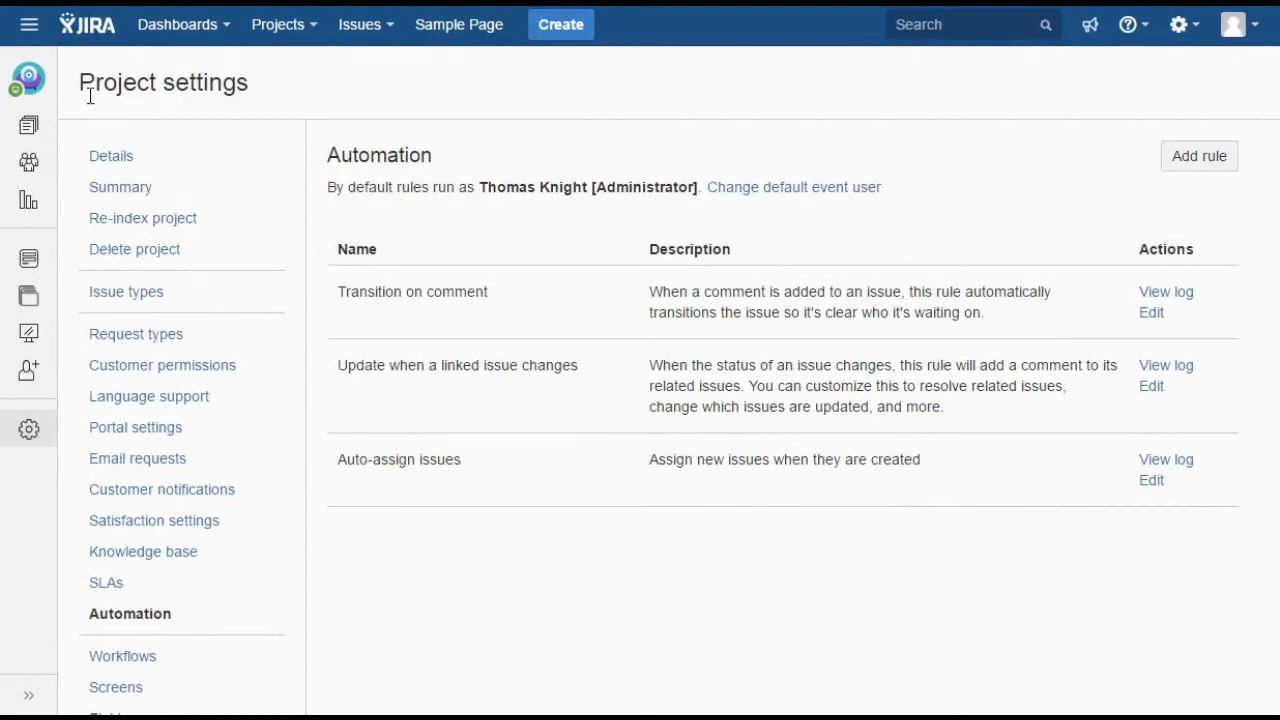 JIRA Dashboards Projects Issues Sample Page Create Search
Project settings
Details
Summary
Re-index project
Delete project
Issue types
Request types
Customer permissions
Language support
Portal settings
Email requests
Customer notifications
Satisfaction settings
Knowledge base
SLAs
Automation
Workflows
Screens
Automation
Add rule
By default rules run as Thomas Knight [Administrator]. Change default event user
Name Description Actions
Transition on comment
When a comment is added to an issue, this rule automatically
transitions the issue so it's clear who it's waiting on.
View log
Edit
Update when a linked issue changes
When the status of an issue changes, this rule will add a comment to its
related issues. You can customize this to resolve related issues,
change which issues are updated, and more.
View log
Edit
Auto-assign issues
Assign new issues when they are created
View log
Edit